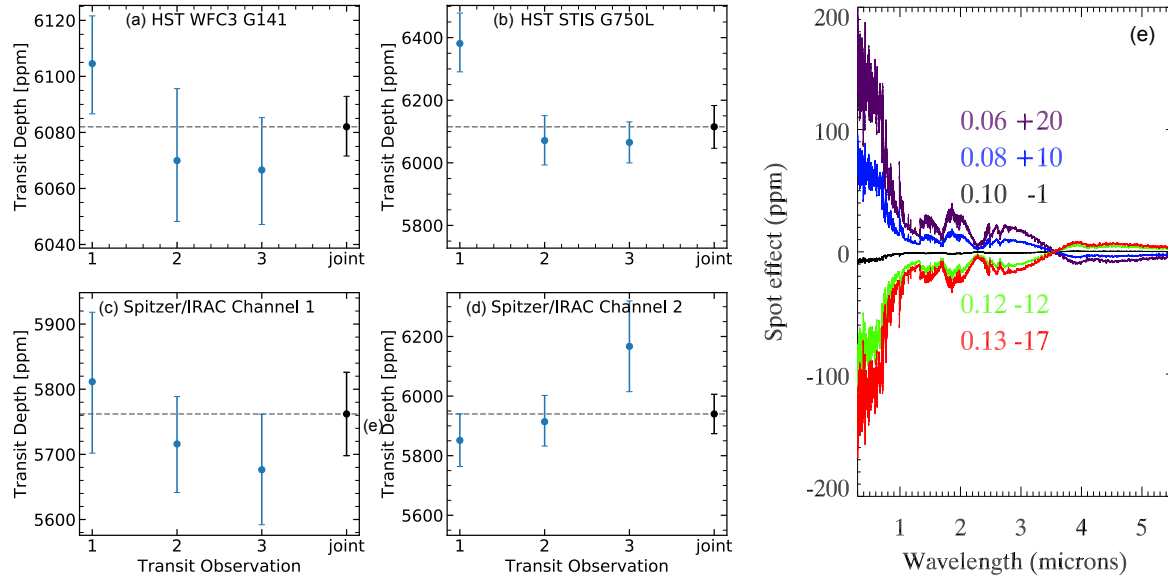 (a) HST WFC3 G141
Transit Depth [ppm]
6120
6100
6080
6060
6040
1 2 3 joint
(b) HST STIS G750L
Transit Depth [ppm]
6400
6200
6000
5800
1 2 3 joint
(c) Spitzer/IRAC Channel 1
Transit Depth [ppm]
5900
5800
5700
5600
1 2 3 joint
Transit Observation
(e)
(d) Spitzer/IRAC Channel 2
Transit Depth [ppm]
6200
6000
5800
5600
1 2 3 joint
Transit Observation
(e)
Spot effect (ppm)
200
100
0
-100
-200
0.06 +20
0.08 +10
0.10 -1
0.12 -12
0.13 -17
1 2 3 4 5
Wavelength (microns)